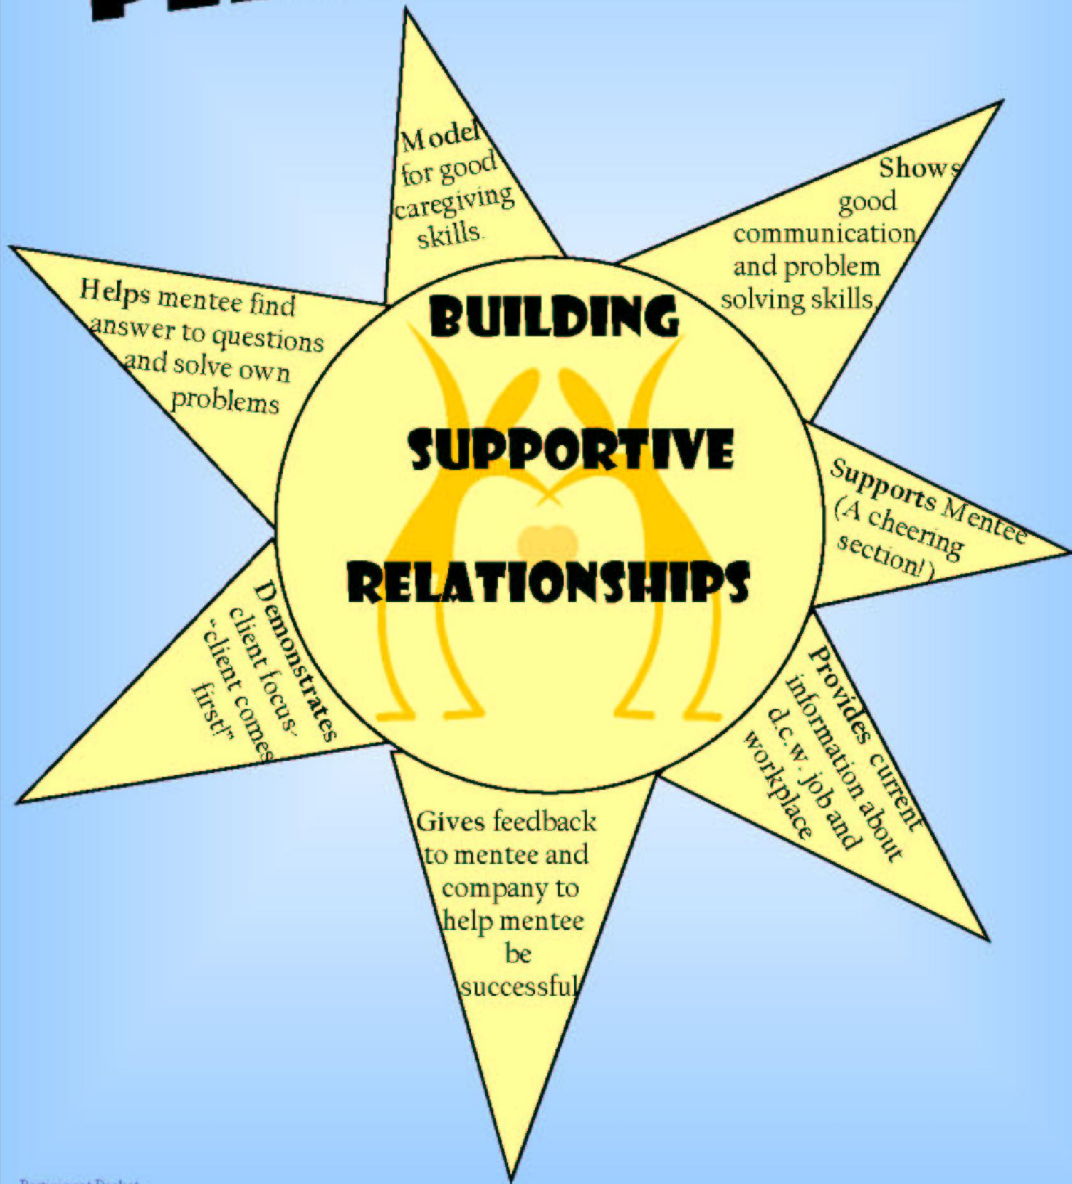 BUILDING
SUPPORTIVE
RELATIONSHIPS
Model
for good
caregiving
skills.
Shows
good
communication
and problem
solving skills.
Supports Mentee
(A cheering
section!)
Provides current
information about
d.c.w. job and
workplace
Gives feedback
to mentee and
company to
help mentee
be
successful
Demonstrates
client focus-
"client comes
first!"
Helps mentee find
answer to questions
and solve own
problems